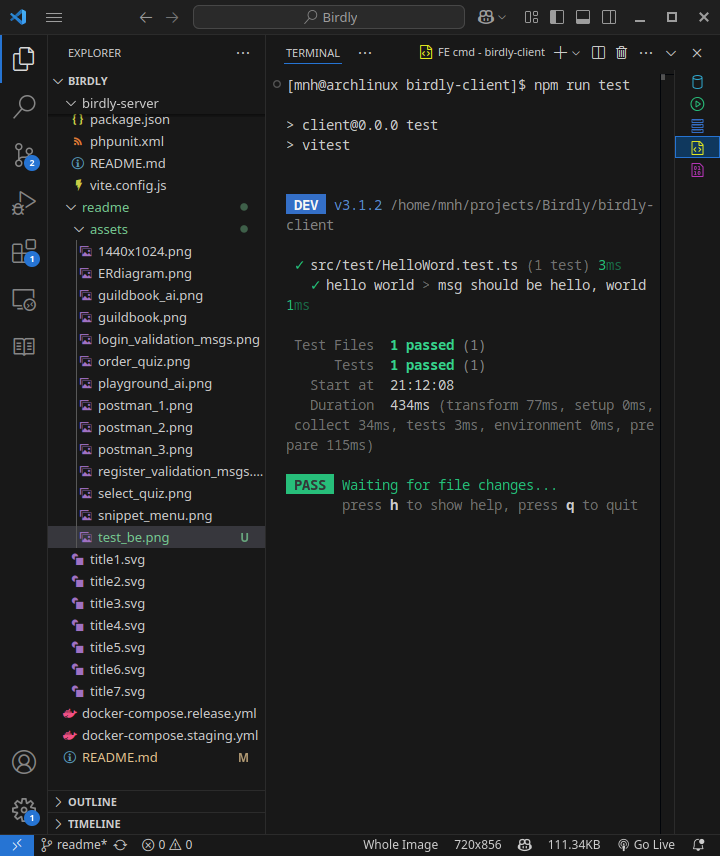 Birdly
EXPLORER
BIRDLY
birdly-server
package.json
phpunit.xml
README.md
vite.config.js
readme
assets
1440x1024.png
ERdiagram.png
guildbook_ai.png
guildbook.png
login_validation_msgs.png
order_quiz.png
playground_ai.png
postman_1.png
postman_2.png
postman_3.png
register_validation_msgs....
select_quiz.png
snippet_menu.png
test_be.png U
title1.svg
title2.svg
title3.svg
title4.svg
title5.svg
title6.svg
title7.svg
docker-compose.release.yml
docker-compose.staging.yml
README.md M
OUTLINE
TIMELINE
2
1
1
TERMINAL
FE cmd - birdly-client
[mnh@archlinux birdly-client]$ npm run test
> client@0.0.0 test
> vitest
DEV v3.1.2 /home/mnh/projects/Birdly/birdly-
client
✓ src/test/HelloWord.test.ts (1 test) 3ms
✓ hello world > msg should be hello, world
1ms
Test Files 1 passed (1)
Tests 1 passed (1)
Start at 21:12:08
Duration 434ms (transform 77ms, setup 0ms,
collect 34ms, tests 3ms, environment 0ms, pre
pare 115ms)
PASS Waiting for file changes...
press h to show help, press q to quit
readme* 0 0 Whole Image 720x856 111.34KB Go Live